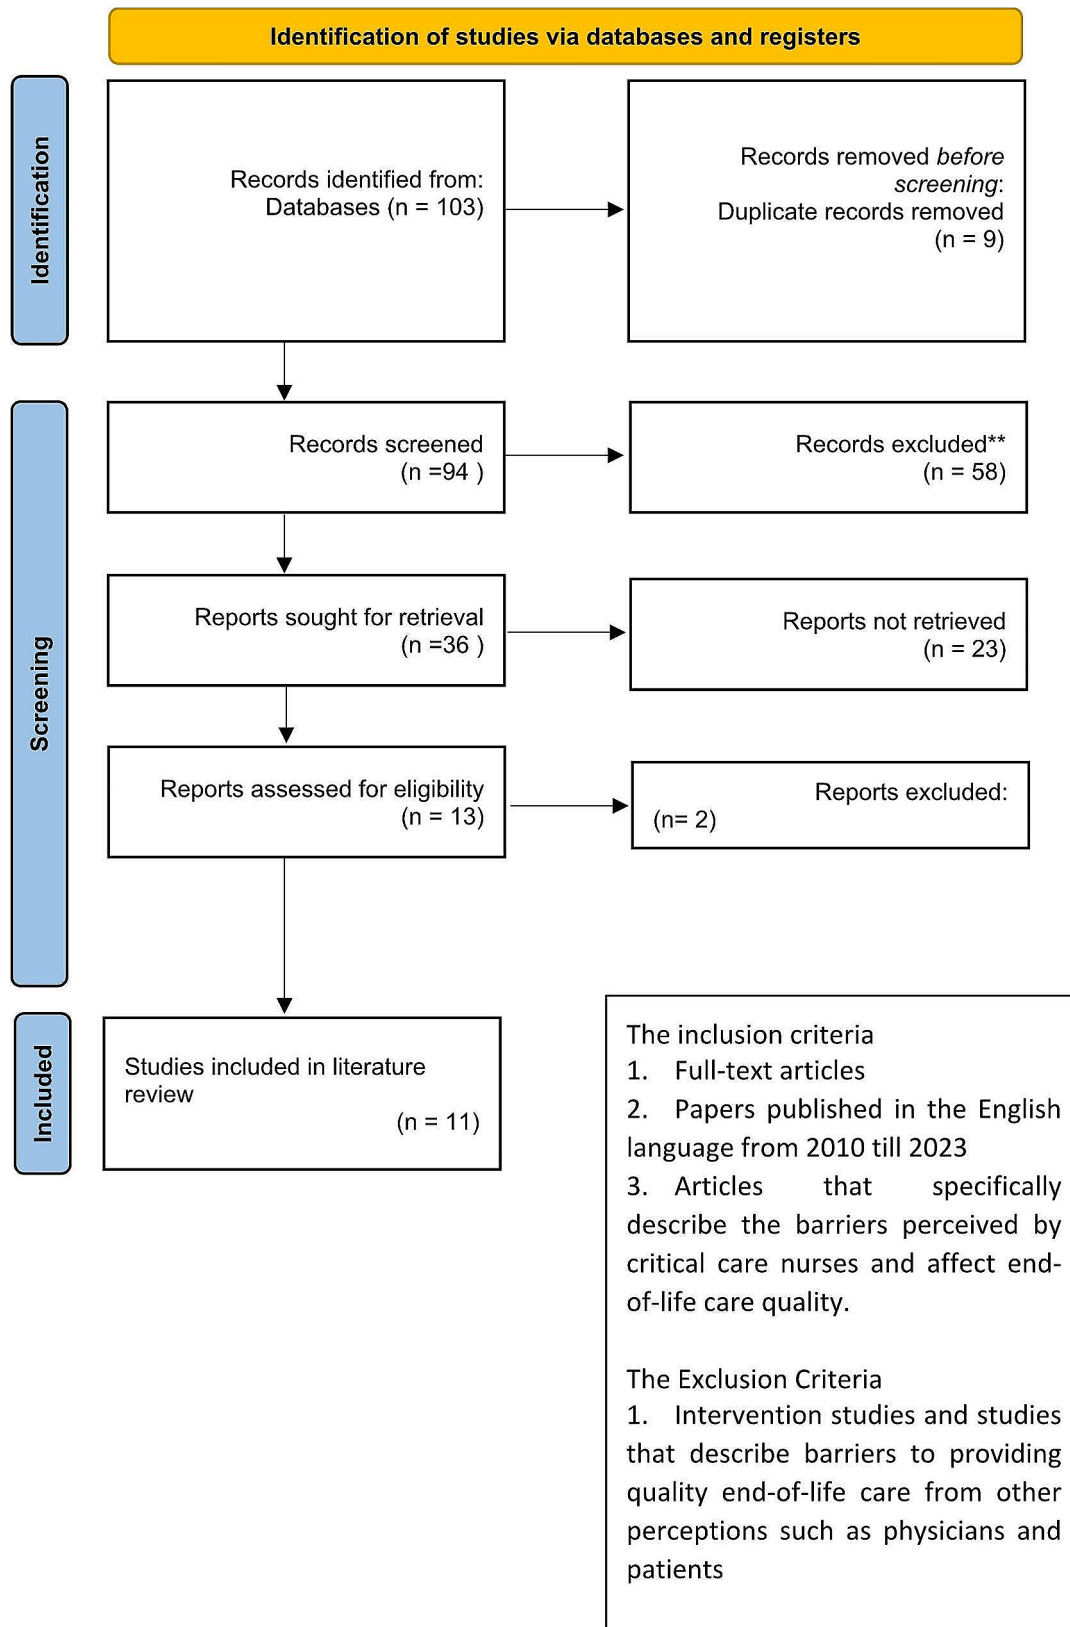 Identification of studies via databases and registers
Identification
Records identified from:
Databases (n = 103)
Records removed before
screening:
Duplicate records removed
(n = 9)
Screening
Records screened
(n =94 )
Records excluded**
(n = 58)
Reports sought for retrieval
(n =36 )
Reports not retrieved
(n = 23)
Reports assessed for eligibility
(n = 13)
Reports excluded:
(n= 2)
Included
Studies included in literature
review
(n = 11)
The inclusion criteria
1. Full-text articles
2. Papers published in the English
language from 2010 till 2023
3. Articles that specifically
describe the barriers perceived by
critical care nurses and affect end-
of-life care quality.
The Exclusion Criteria
1. Intervention studies and studies
that describe barriers to providing
quality end-of-life care from other
perceptions such as physicians and
patients